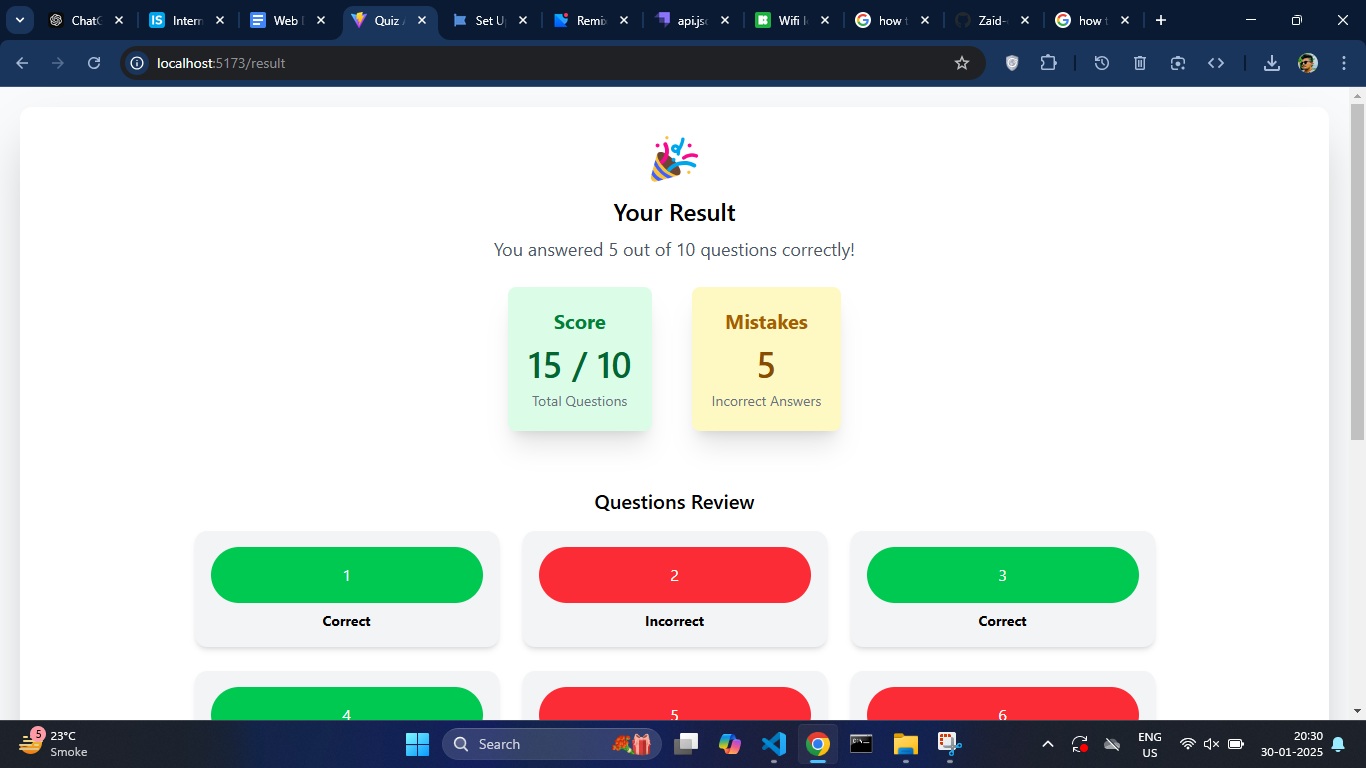 ChatG
Intern
Web I
Quiz A
Set U
Remix
api.jsc
Wifi k
how t
Zaid-
how t
localhost:5173/result
Your Result
You answered 5 out of 10 questions correctly!
Score
15 / 10
Total Questions
Mistakes
5
Incorrect Answers
Questions Review
1
Correct
2
Incorrect
3
Correct
4
5
6
5
23°C
Smoke
Search
ENG
US
20:30
30-01-2025